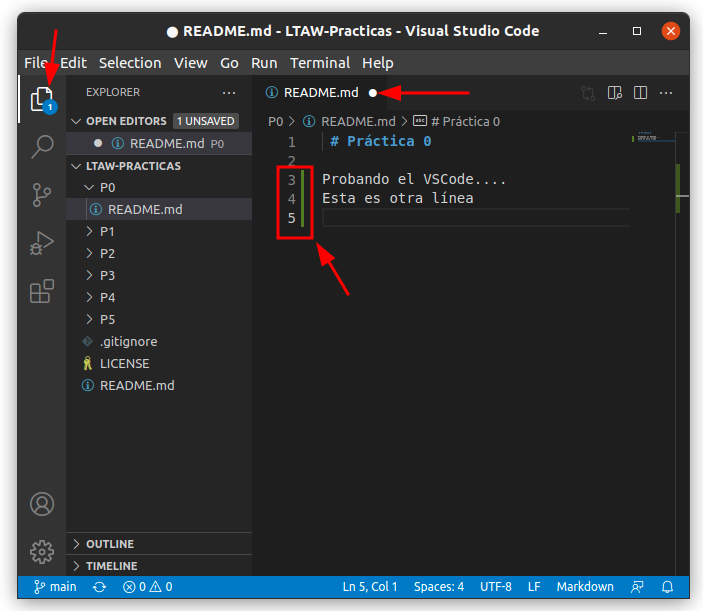 ● README.md - LTAW-Practicas - Visual Studio Code
File Edit Selection View Go Run Terminal Help
1
EXPLORER ...
OPEN EDITORS 1 UNSAVED
● README.md P0
LTAW-PRACTICAS
P0
README.md
P1
P2
P3
P4
P5
.gitignore
LICENSE
README.md
OUTLINE
TIMELINE
README.md ●
P0 > README.md > abc # Práctica 0
1 # Práctica 0
2
3 Probando el VSCode....
4 Esta es otra línea
5
main 0 0 Ln 5, Col 1 Spaces: 4 UTF-8 LF Markdown